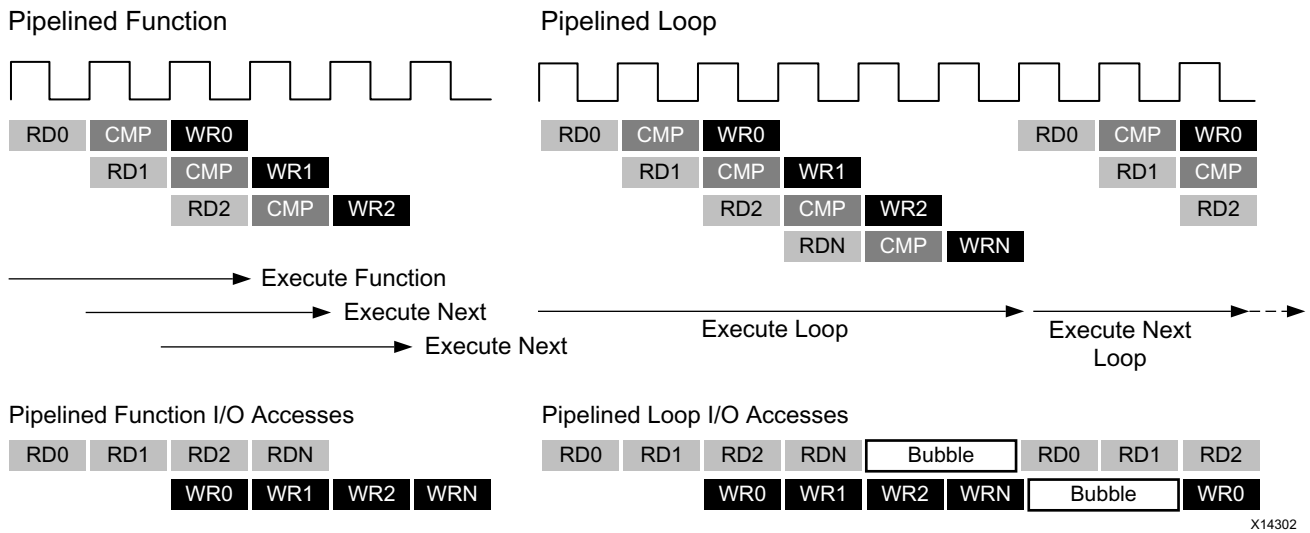 Pipelined Function Pipelined Loop
RD0 CMP WR0 RD0 CMP WR0 RD0 CMP WR0
RD1 CMP WR1 RD1 CMP WR1 RD1 CMP
RD2 CMP WR2 RD2 CMP WR2 RD2
RDN CMP WRN
Execute Function
Execute Next
Execute Loop
Execute Next
Loop
Execute Next
Pipelined Function I/O Accesses Pipelined Loop I/O Accesses
RD0 RD1 RD2 RDN RD0 RD1 RD2 RDN Bubble RD0 RD1 RD2
WR0 WR1 WR2 WRN WR0 WR1 WR2 WRN Bubble WR0
X14302